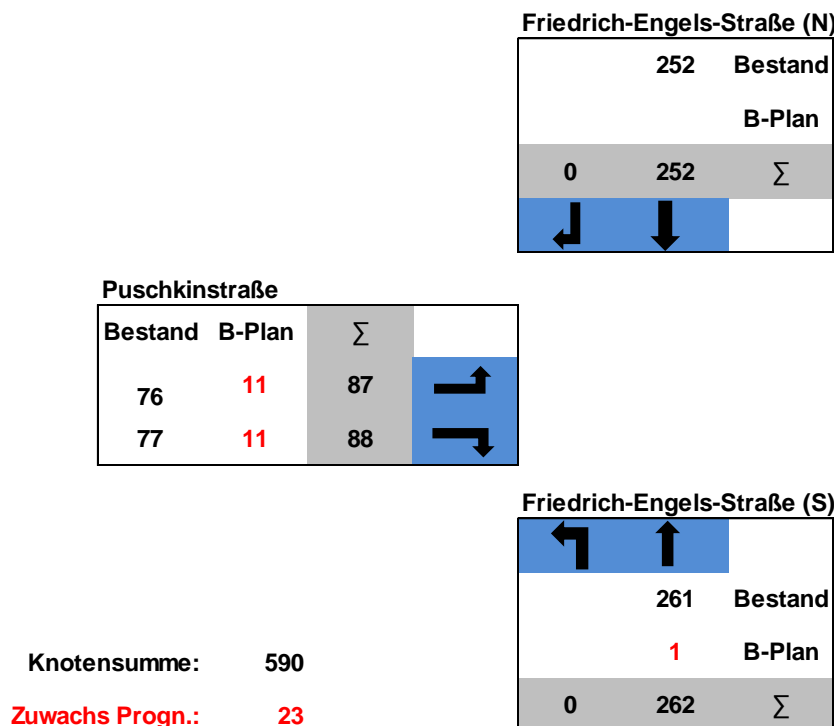 Friedrich-Engels-Straße (N)
252 Bestand
B-Plan
0 252 ∑
Puschkinstraße
Bestand B-Plan ∑
76 11 87
77 11 88
Friedrich-Engels-Straße (S)
261 Bestand
Knotensumme: 590
1 B-Plan
Zuwachs Progn.: 23
0 262 ∑